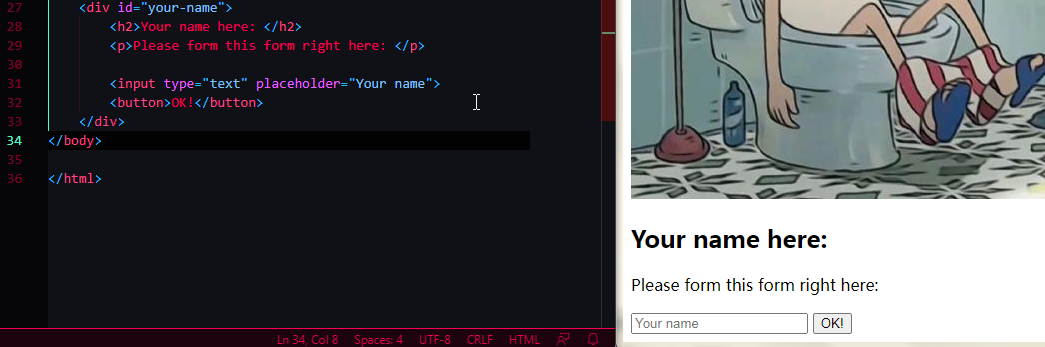 27 <div id="your-name">
28 <h2>Your name here: </h2>
29 <p>Please form this form right here: </p>
30
31 <input type="text" placeholder="Your name">
32 <button>OK!</button>
33 </div>
34 </body>
35
36 </html>
Ln 34, Col 8 Spaces: 4 UTF-8 CRLF HTML
Your name here:
Please form this form right here:
Your name OK!